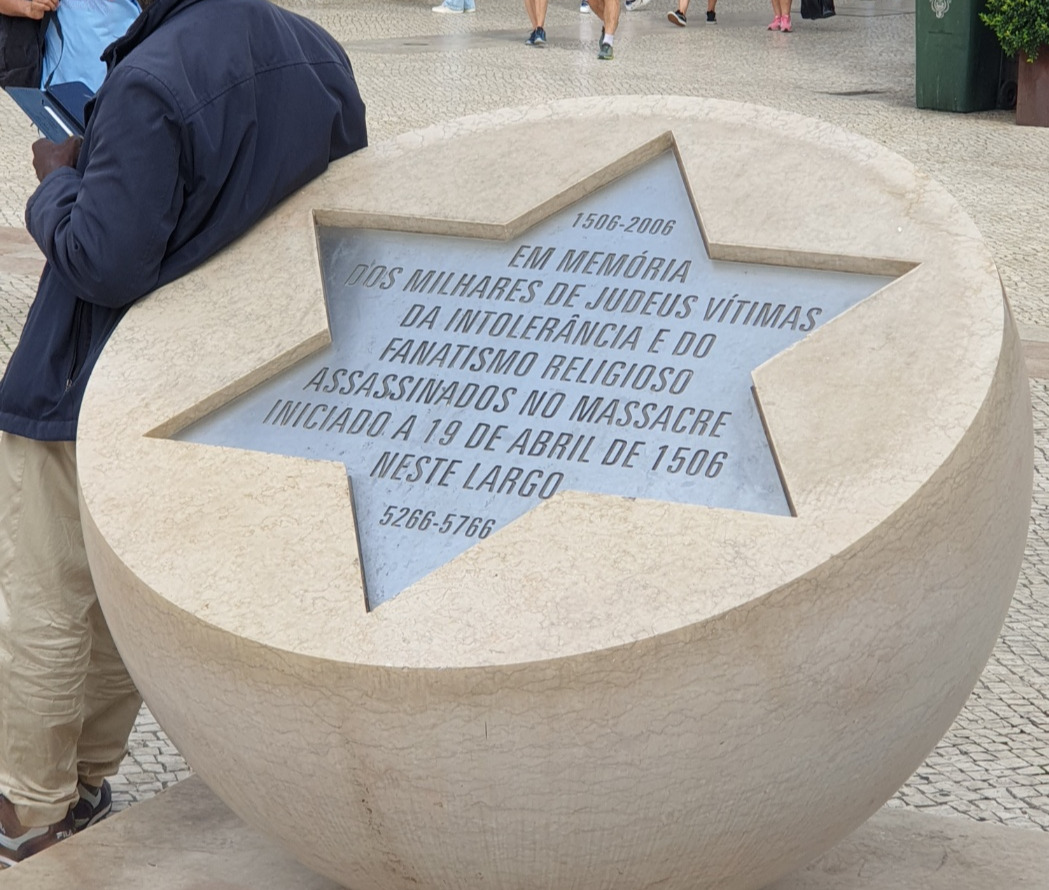 1506-2006
EM MEMÓRIA
DOS MILHARES DE JUDEUS VÍTIMAS
DA INTOLERÂNCIA E DO
FANATISMO RELIGIOSO
ASSASSINADOS NO MASSACRE
INICIADO A 19 DE ABRIL DE 1506
NESTE LARGO
5266-5766
FILA